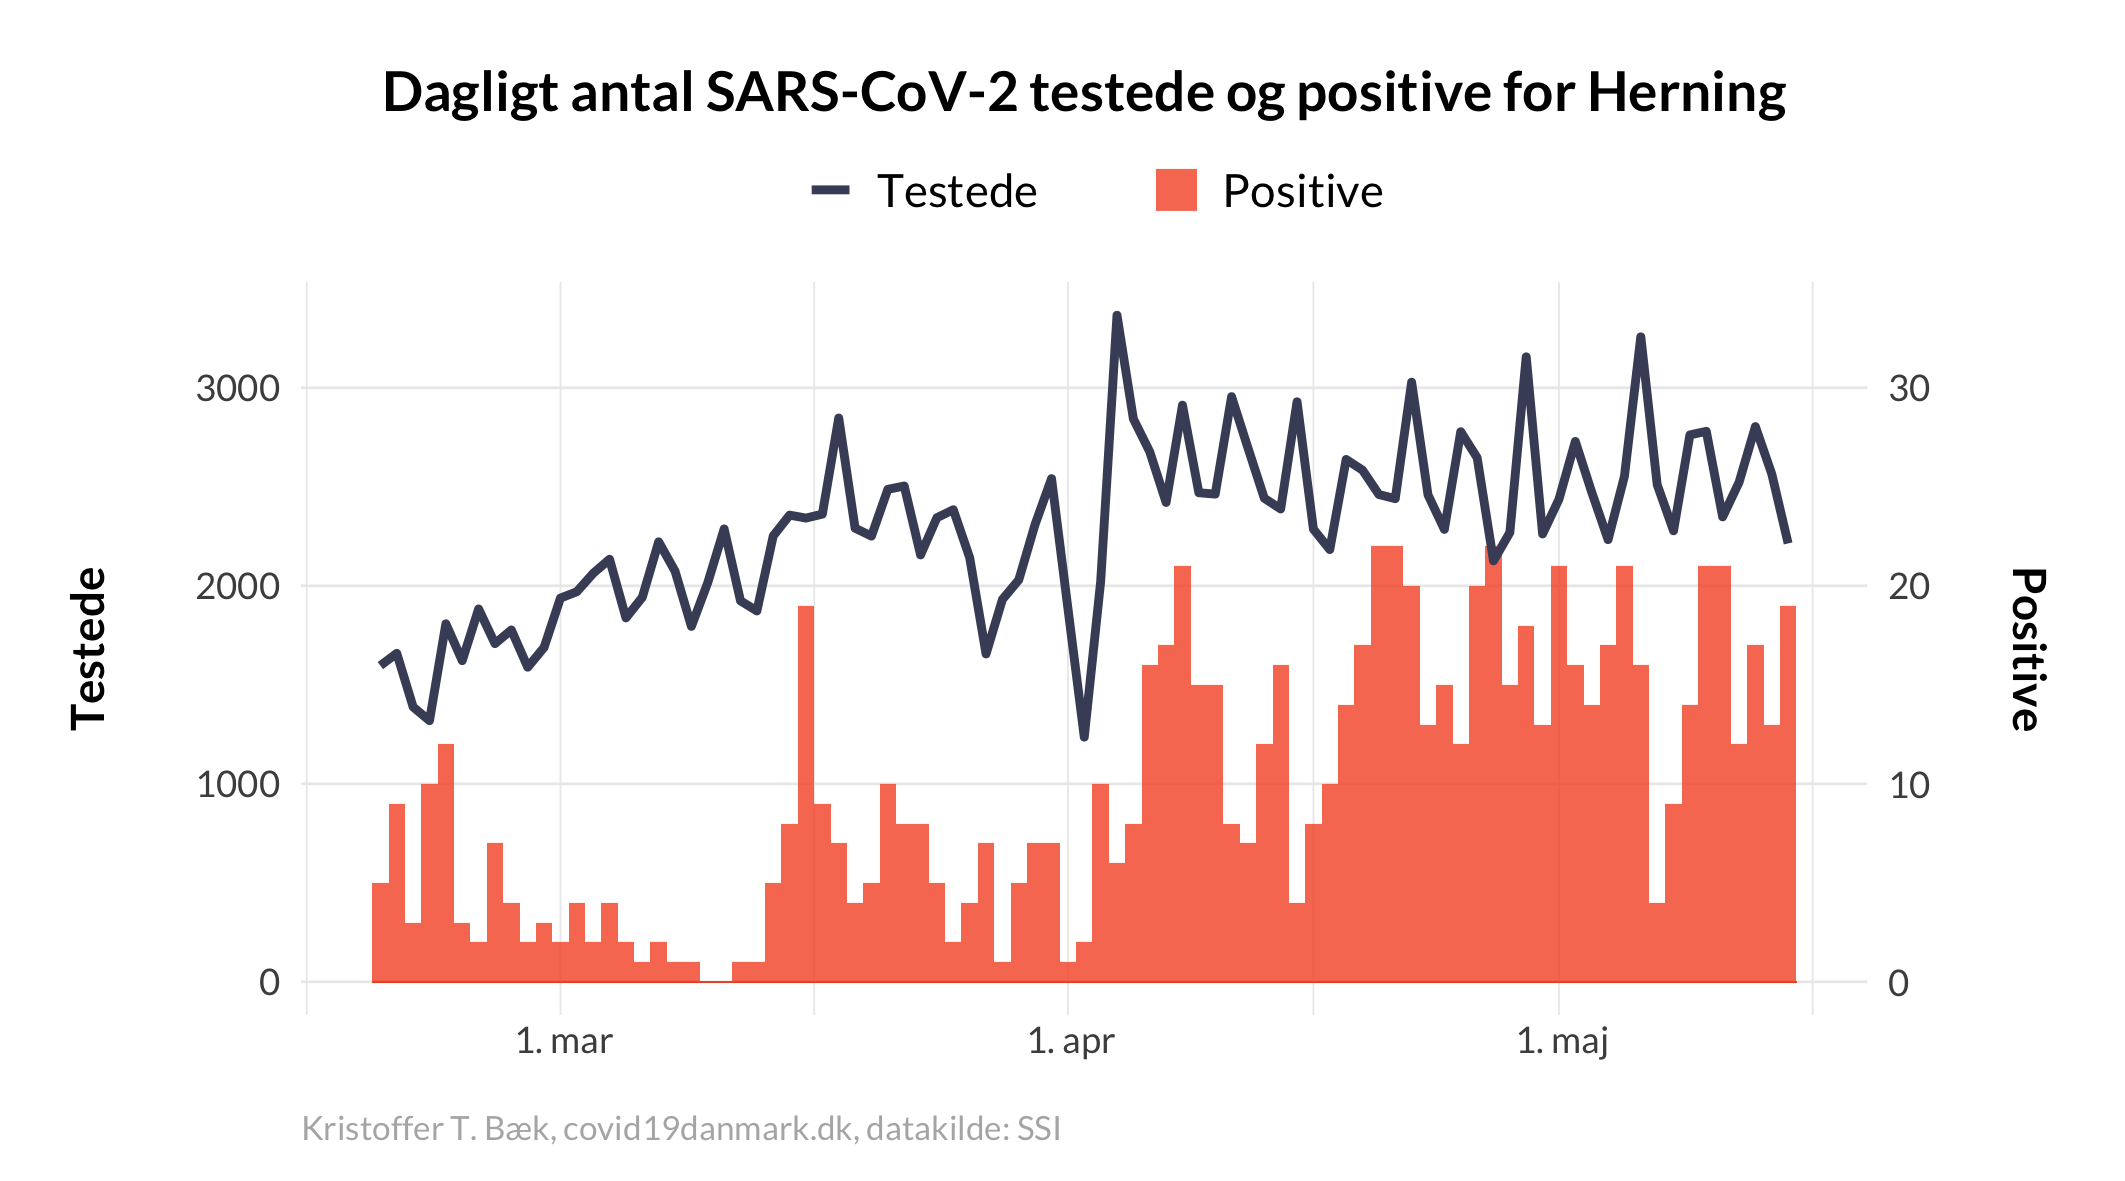 Dagligt antal SARS-CoV-2 testede og positive for Herning
Testede
Positive
3000
2000
1000
0
Testede
30
20
10
0
Positive
1. mar
1. apr
1. maj
Kristoffer T. Bæk, covid19danmark.dk, datakilde: SSI